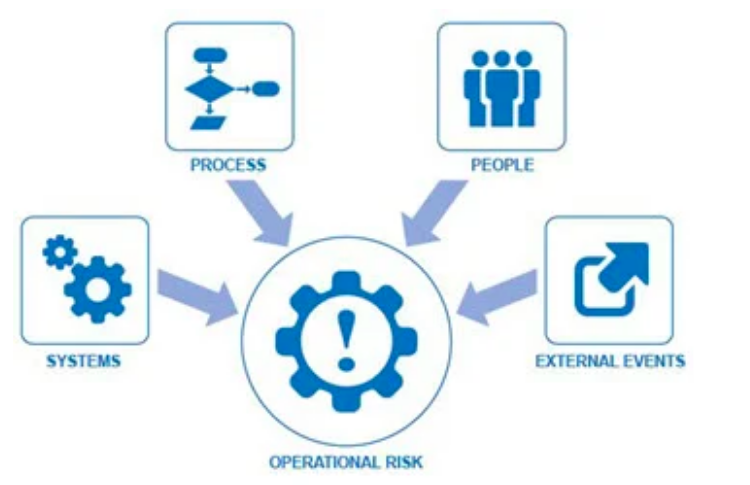 PROCESS
PEOPLE
SYSTEMS
EXTERNAL EVENTS
!
OPERATIONAL RISK